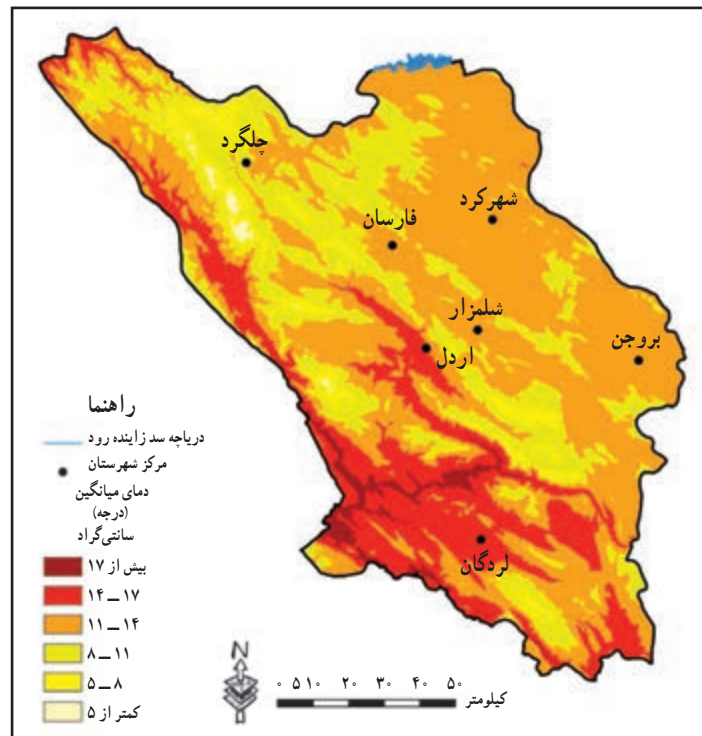 چلگرد
شهرکرد
فارسان
شلمزار
اردل
بروجن
لردگان
راهنما
دریاچه سد زاینده رود
مرکز شهرستان
دمای میانگین
(درجه)
سانتی‌گراد
بیش از ۱۷
۱۴ – ۱۷
۱۱ – ۱۴
۸ – ۱۱
۵ – ۸
کمتر از ۵
N
۰ ۵ ۱۰ ۲۰ ۳۰ ۴۰ ۵۰
کیلومتر